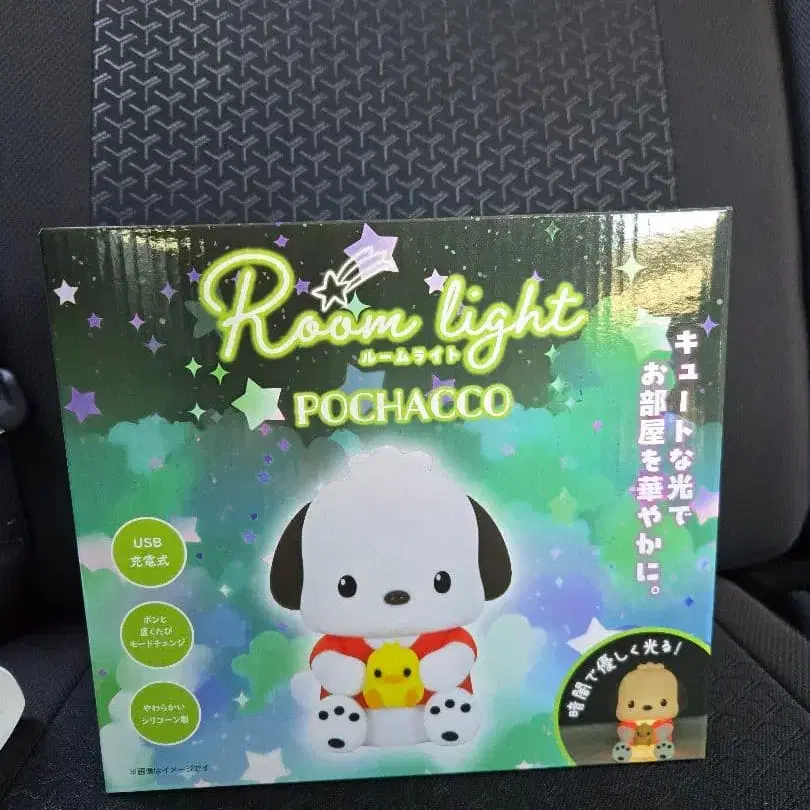 Room light
ルームライト
POCHACCO
キュートな光で
お部屋を華やかに。
USB
充電式
ポンと
置くたび
モードチェンジ
やわらかい
シリコーン製
暗闇で優しく光る!
※画像はイメージです